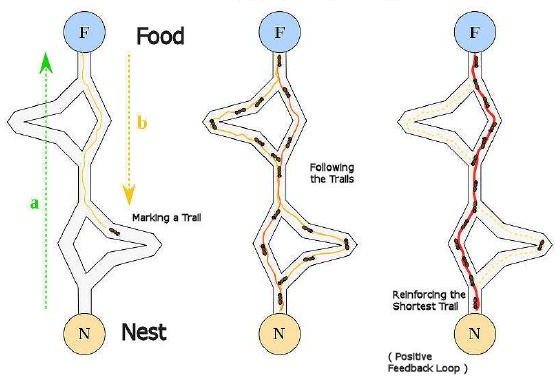 F
Food
F
F
b
a
Following
the Trails
Marking a Trail
Reinforcing the
Shortest Trail
N
Nest
N
N
( Positive
Feedback Loop )